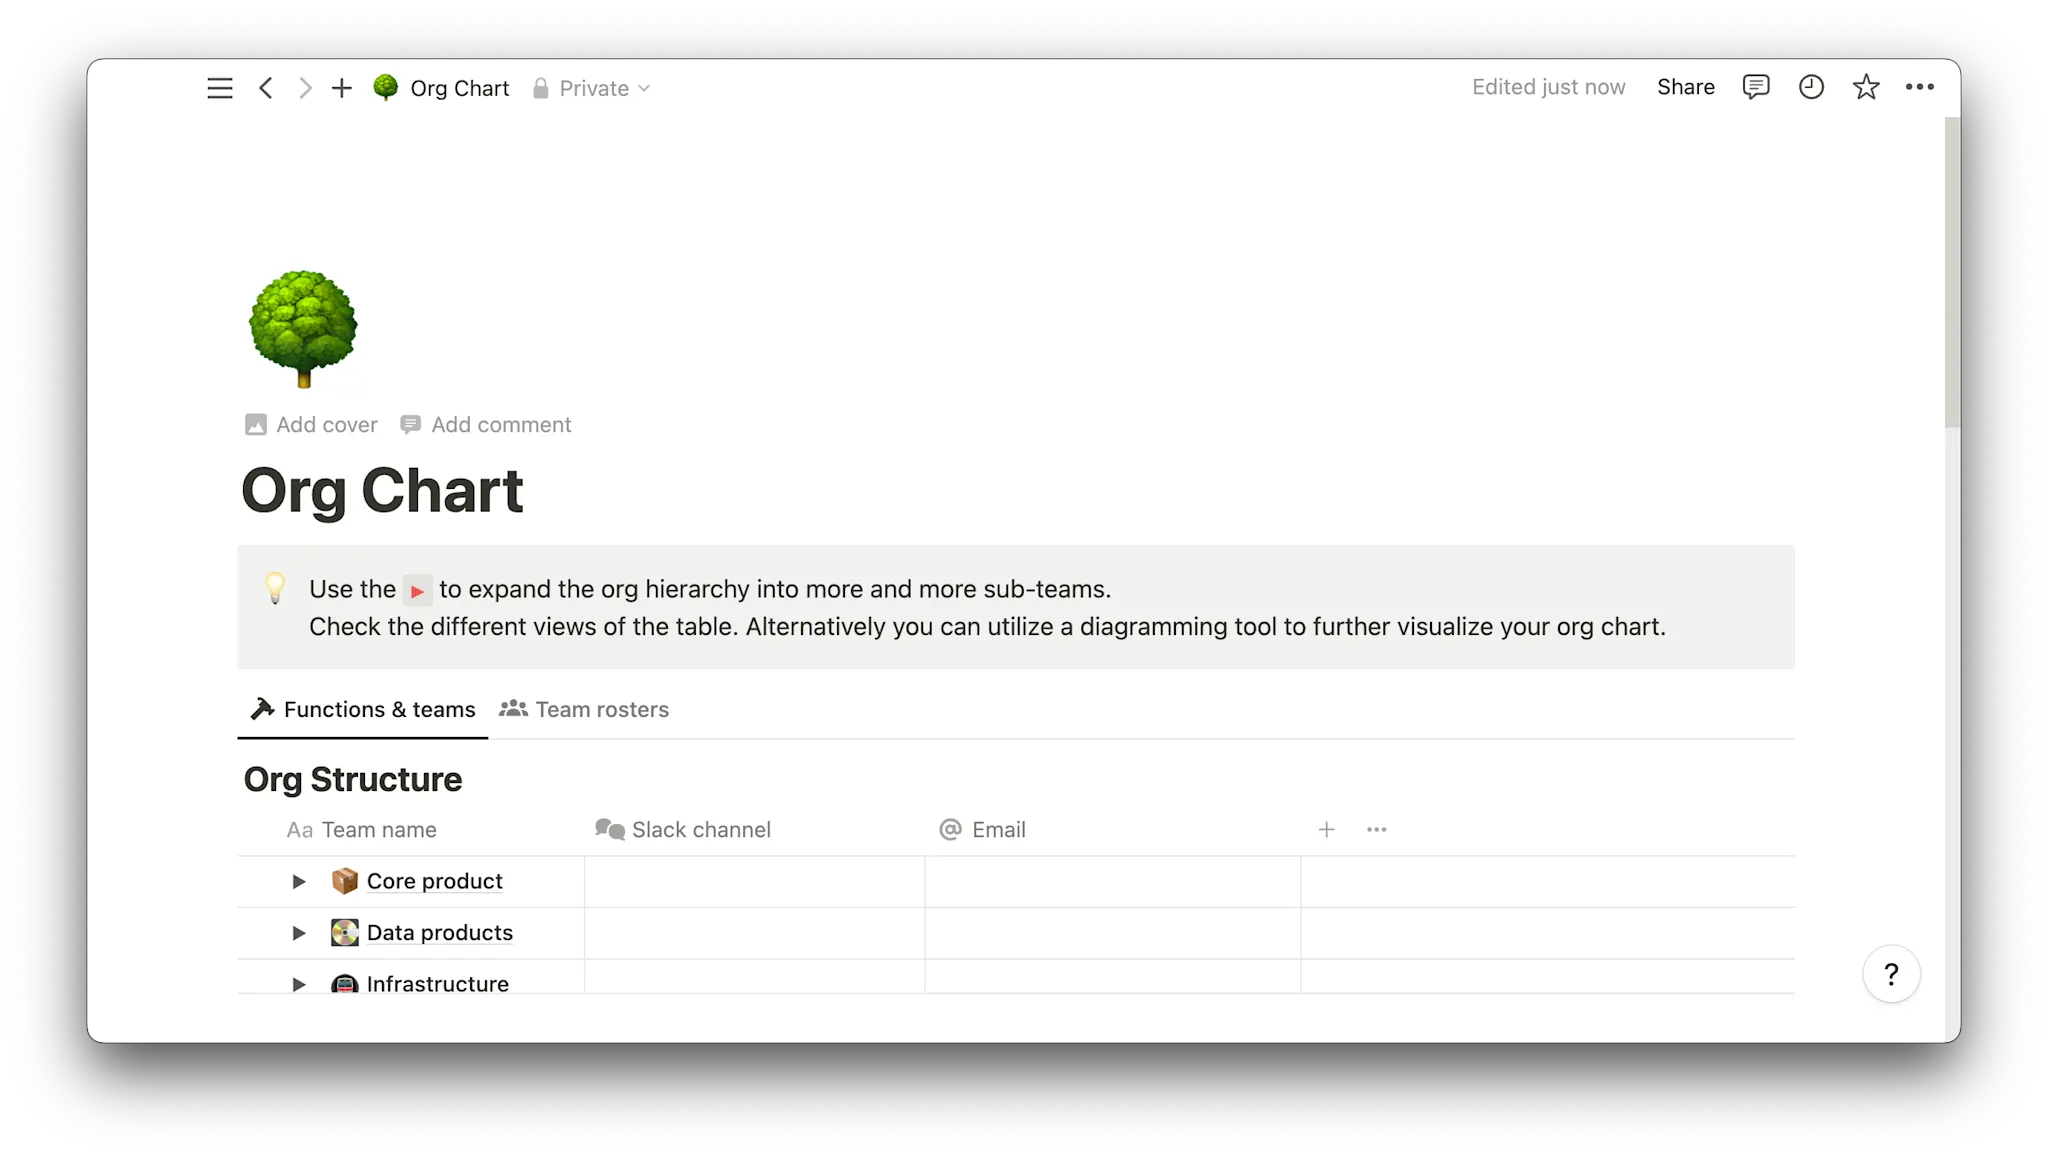 Org Chart Private Edited just now Share
Add cover Add comment
Org Chart
Use the ▶ to expand the org hierarchy into more and more sub-teams.
Check the different views of the table. Alternatively you can utilize a diagramming tool to further visualize your org chart.
Functions & teams Team rosters
Org Structure
Aa Team name Slack channel @ Email + •••
Core product
Data products
Infrastructure
?